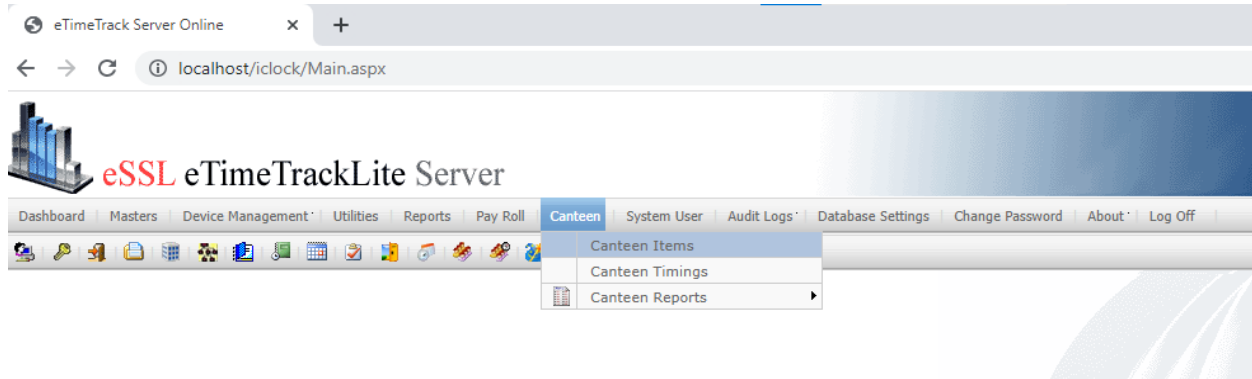 eTimeTrack Server Online
localhost/iclock/Main.aspx
eSSL eTimeTrackLite Server
Dashboard Masters Device Management Utilities Reports Pay Roll Canteen System User Audit Logs Database Settings Change Password About Log Off
Canteen Items
Canteen Timings
Canteen Reports